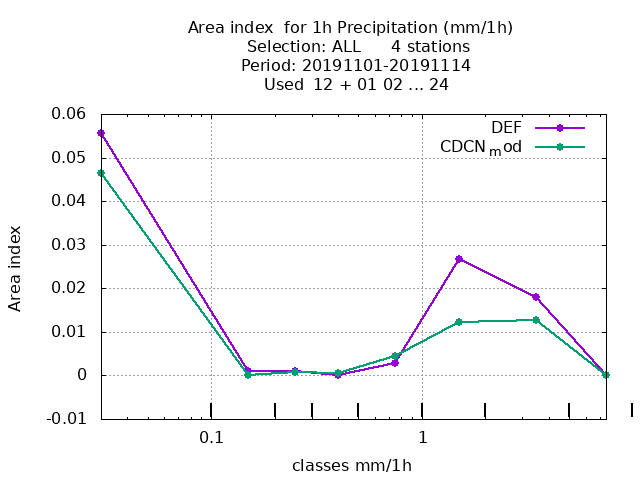 Area index  for 1h Precipitation (mm/1h)
Selection: ALL      4 stations
Period: 20191101-20191114
Used  12 + 01 02 ... 24
DEF
CDCN_mod
0.06
0.05
0.04
0.03
0.02
0.01
0
-0.01
Area index
0.1
1
classes mm/1h